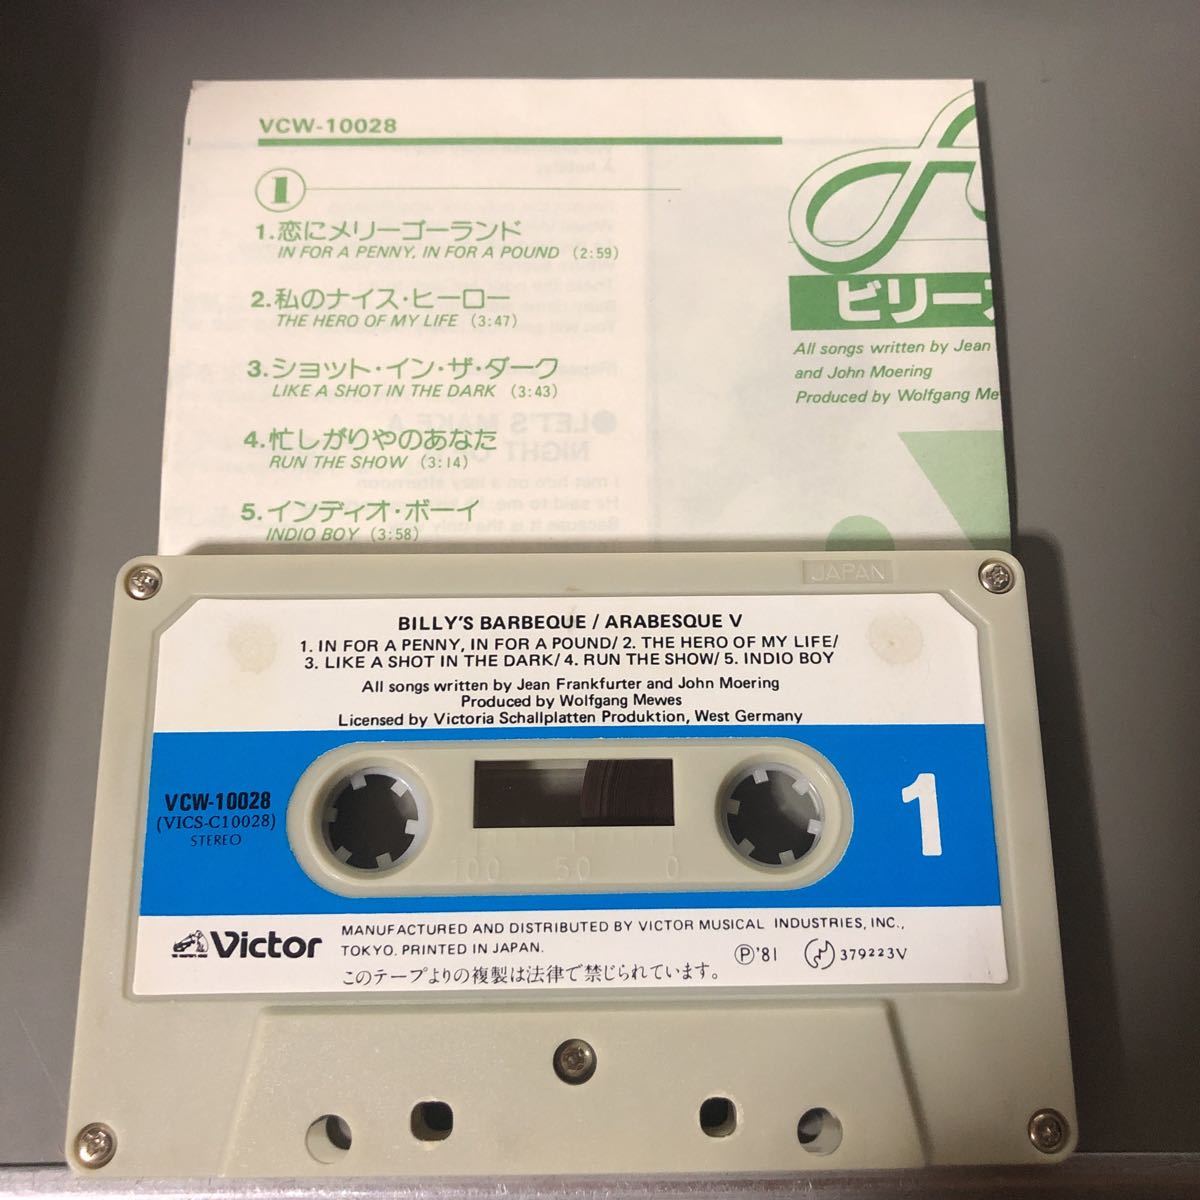 VCW-10028
1
1.恋にメリーゴーランド
IN FOR A PENNY, IN FOR A POUND (2:59)
2.私のナイス・ヒーロー
THE HERO OF MY LIFE (3:47)
3.ショット・イン・ザ・ダーク
LIKE A SHOT IN THE DARK (3:43)
4.忙しがりやのあなた
RUN THE SHOW (3:14)
5.インディオ・ボーイ
INDIO BOY (3:58)
ビリー
All songs written by Jean
and John Moering
Produced by Wolfgang Me
LET'S MAKE A
NIGHT
I met him on a lazy afternoon
JAPAN
BILLY'S BARBEQUE / ARABESQUE V
1. IN FOR A PENNY, IN FOR A POUND/ 2. THE HERO OF MY LIFE/
3. LIKE A SHOT IN THE DARK/ 4. RUN THE SHOW/ 5. INDIO BOY
All songs written by Jean Frankfurter and John Moering
Produced by Wolfgang Mewes
Licensed by Victoria Schallplatten Produktion, West Germany
VCW-10028
(VICS-C10028)
STEREO
100 50 0
1
Victor
MANUFACTURED AND DISTRIBUTED BY VICTOR MUSICAL INDUSTRIES, INC.,
TOKYO. PRINTED IN JAPAN.
Ⓟ'81 379223V
このテープよりの複製は法律で禁じられています。